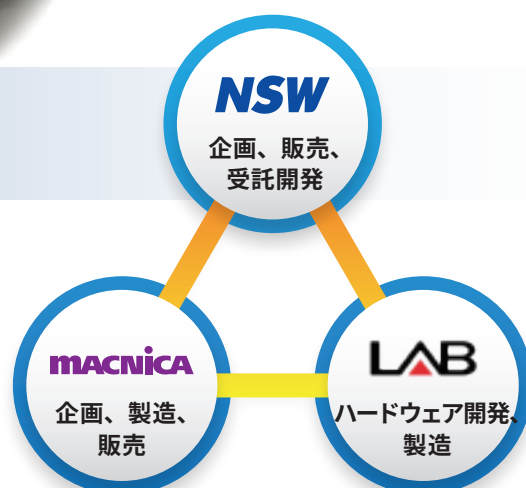 NSW
企画、販売、
受託開発
macnica
企画、製造、
販売
LAB
ハードウェア開発、
製造